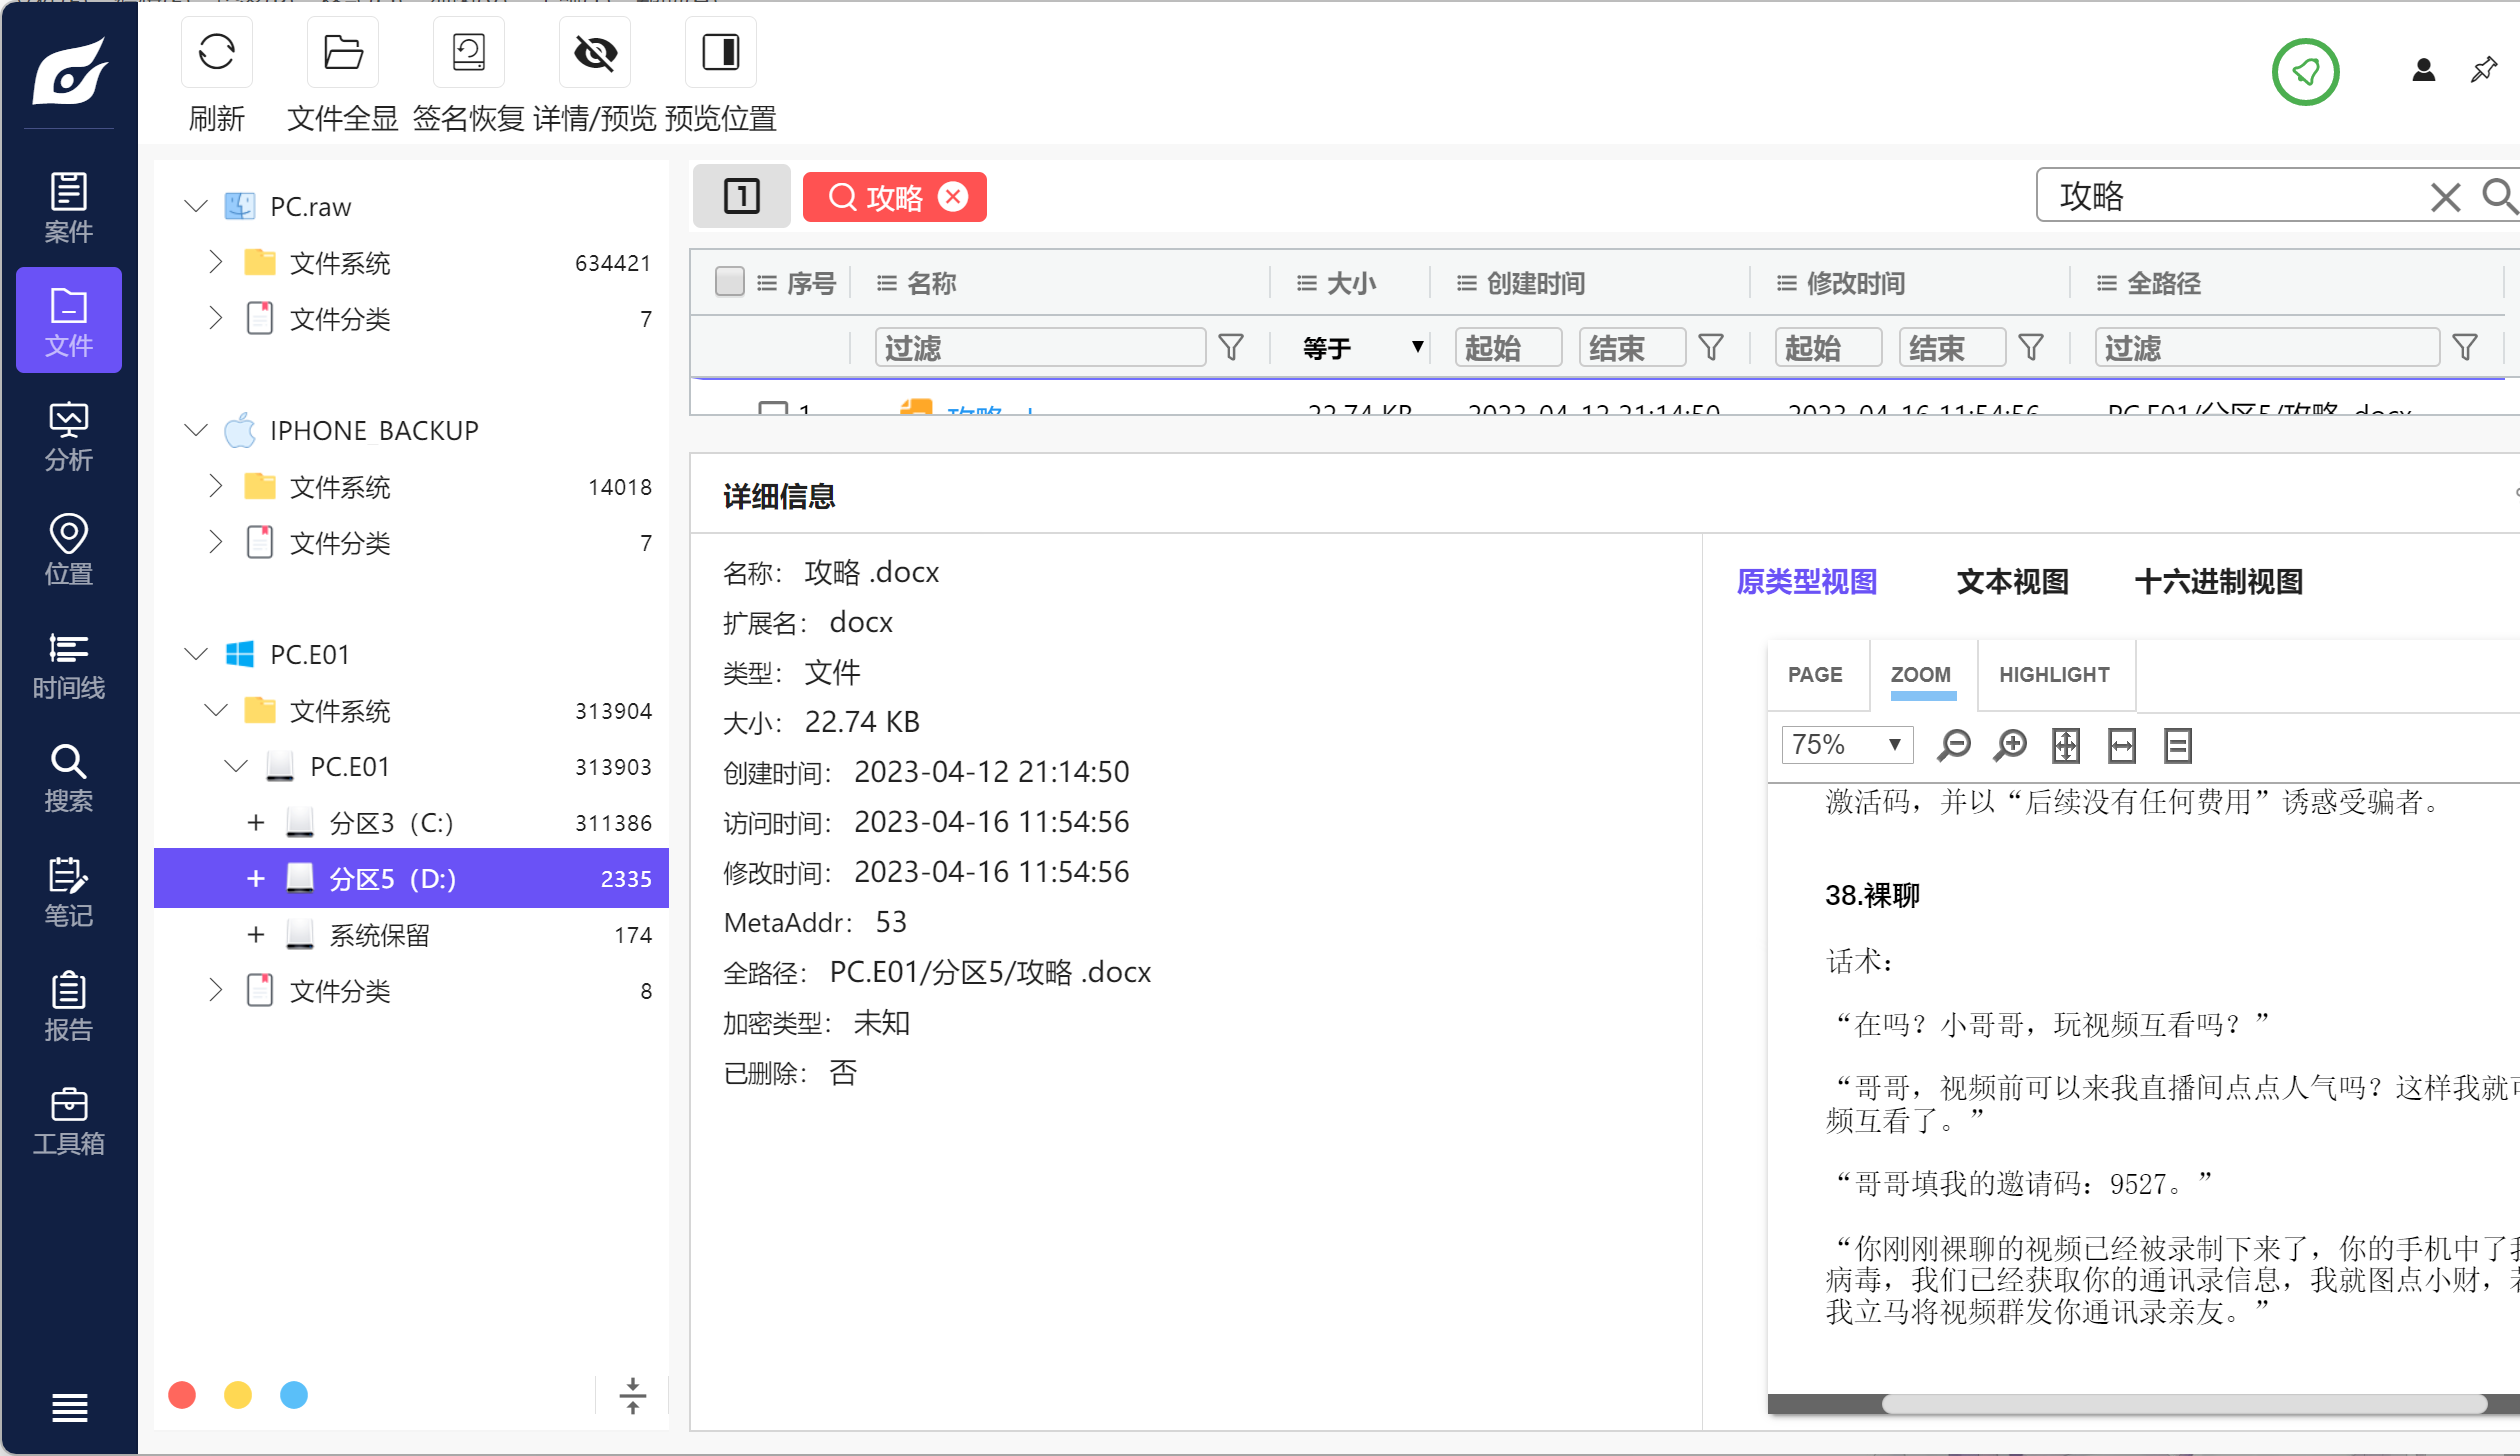 刷新
文件全显
签名恢复
详情/预览
预览位置
案件
文件
分析
位置
时间线
搜索
笔记
报告
工具箱
PC.raw
文件系统 634421
文件分类 7
IPHONE_BACKUP
文件系统 14018
文件分类 7
PC.E01
文件系统 313904
PC.E01 313903
+ 分区3（C:） 311386
+ 分区5（D:） 2335
+ 系统保留 174
文件分类 8
1 攻略
攻略
序号 名称 大小 创建时间 修改时间 全路径
过滤 等于 起始 结束 起始 结束 过滤
1 攻略 22.74 KB 2023-04-12 21:14:50 2023-04-16 11:54:56 PC.E01/分区5/攻略 .docx
详细信息
名称： 攻略 .docx
扩展名： docx
类型： 文件
大小： 22.74 KB
创建时间： 2023-04-12 21:14:50
访问时间： 2023-04-16 11:54:56
修改时间： 2023-04-16 11:54:56
MetaAddr： 53
全路径： PC.E01/分区5/攻略 .docx
加密类型： 未知
已删除： 否
原类型视图 文本视图 十六进制视图
PAGE ZOOM HIGHLIGHT
75%
激活码，并以“后续没有任何费用”诱惑受骗者。
38.裸聊
话术：
“在吗？小哥哥，玩视频互看吗？”
“哥哥，视频前可以来我直播间点点人气吗？这样我就
频互看了。”
“哥哥填我的邀请码：9527。”
“你刚刚裸聊的视频已经被录制下来了，你的手机中了
病毒，我们已经获取你的通讯录信息，我就图点小财，
我立马将视频群发你通讯录亲友。”